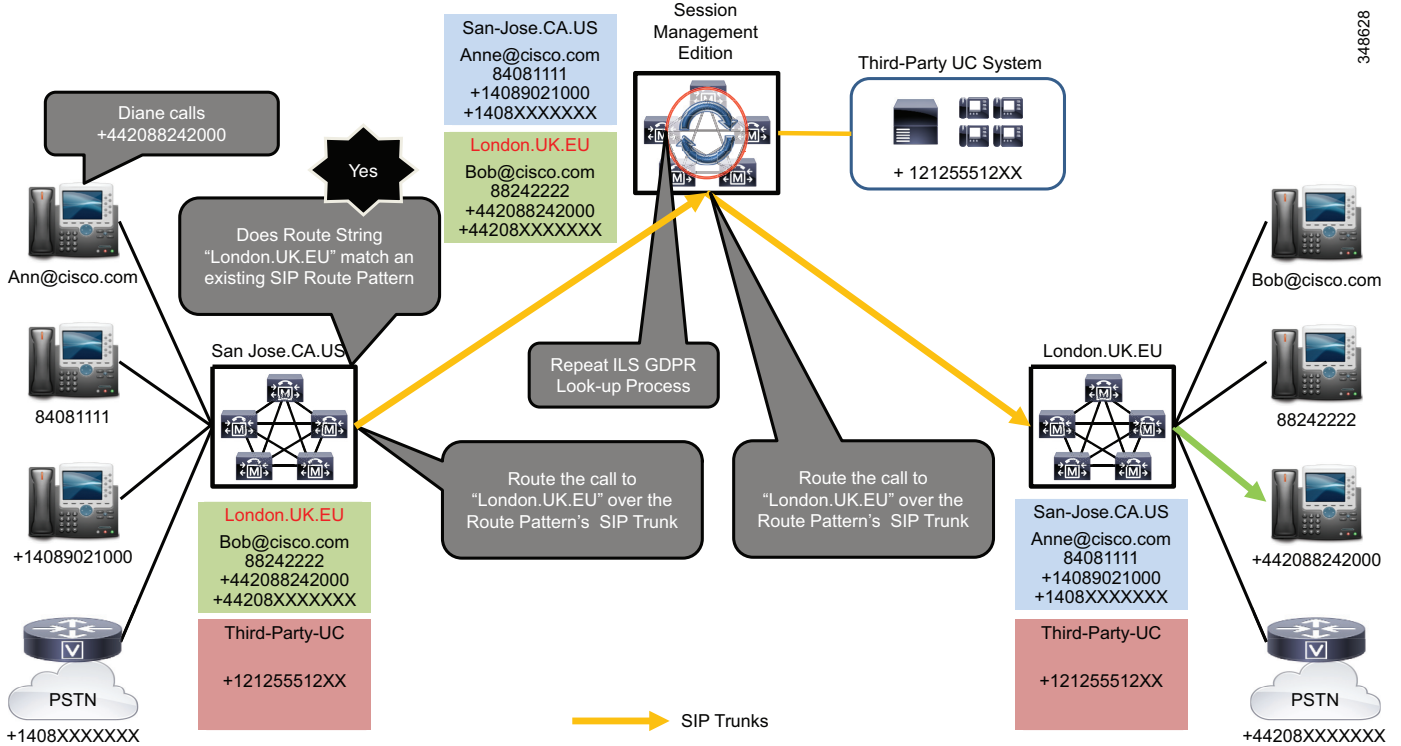 348628
Session
Management
Edition
San-Jose.CA.US
Anne@cisco.com
84081111
+14089021000
+1408XXXXXXX
London.UK.EU
Bob@cisco.com
88242222
+442088242000
+44208XXXXXXX
Third-Party UC System
+ 121255512XX
Diane calls
+442088242000
Yes
Does Route String
“London.UK.EU” match an
existing SIP Route Pattern
Ann@cisco.com
84081111
+14089021000
V
PSTN
+1408XXXXXXX
San Jose.CA.US
M
M
M
M
M
London.UK.EU
Bob@cisco.com
88242222
+442088242000
+44208XXXXXXX
Third-Party-UC
+121255512XX
M
M
M
M
Repeat ILS GDPR
Look-up Process
Route the call to
“London.UK.EU” over the
Route Pattern’s SIP Trunk
Route the call to
“London.UK.EU” over the
Route Pattern’s SIP Trunk
SIP Trunks
London.UK.EU
M
M
M
M
M
San-Jose.CA.US
Anne@cisco.com
84081111
+14089021000
+1408XXXXXXX
Third-Party-UC
+121255512XX
Bob@cisco.com
88242222
+442088242000
V
PSTN
+44208XXXXXXX